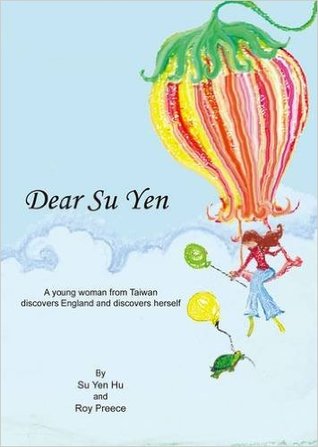 Dear Su Yen
A young woman from Taiwan
discovers England and discovers herself
By
Su Yen Hu
and
Roy Preece